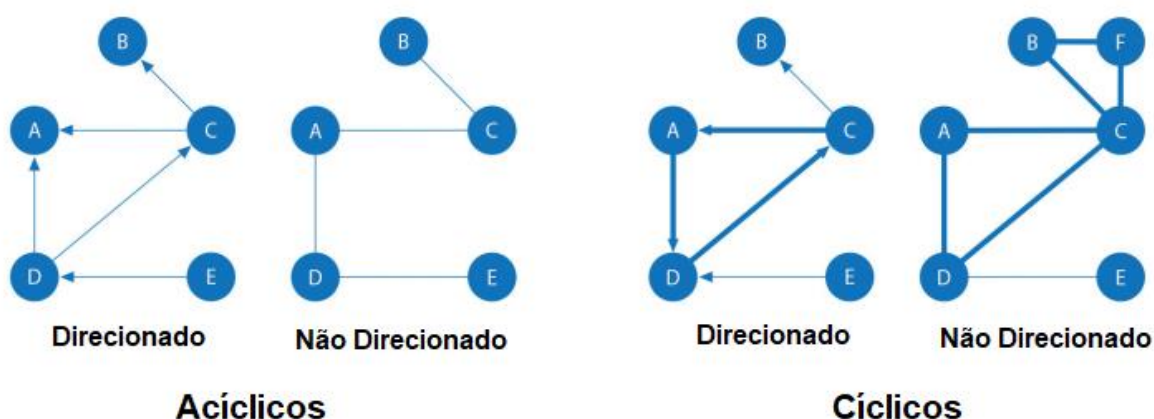 B
A
C
D
E
Direcionado
B
A
C
D
E
Não Direcionado
Acíclicos
B
A
C
D
E
Direcionado
B
F
A
C
D
E
Não Direcionado
Cíclicos